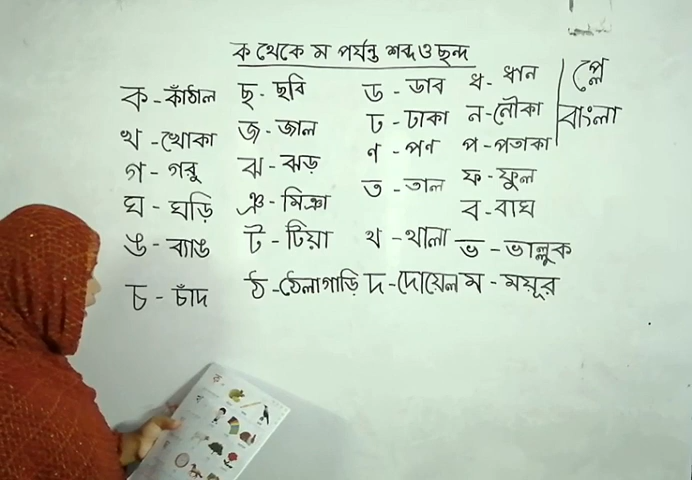 ক থেকে ম পর্যন্ত শব্দ ও ছন্দ
ক - কাঁঠাল
খ - খোকা
গ - গরু
ঘ - ঘড়ি
ঙ - ব্যাঙ
চ - চাঁদ
ছ - ছবি
জ - জাল
ঝ - ঝড়
ঞ - মিঞা
ট - টিয়া
ঠ - ঠেলাগাড়ি
ড - ডাব
ঢ - ঢাকা
ণ - পণ
ত - তাল
থ - থালা
দ - দোয়েল
ধ - ধান
ন - নৌকা
প - পতাকা
ফ - ফুল
ব - বাঘ
ভ - ভাল্লুক
ম - ময়ূর
প্লে
বাংলা